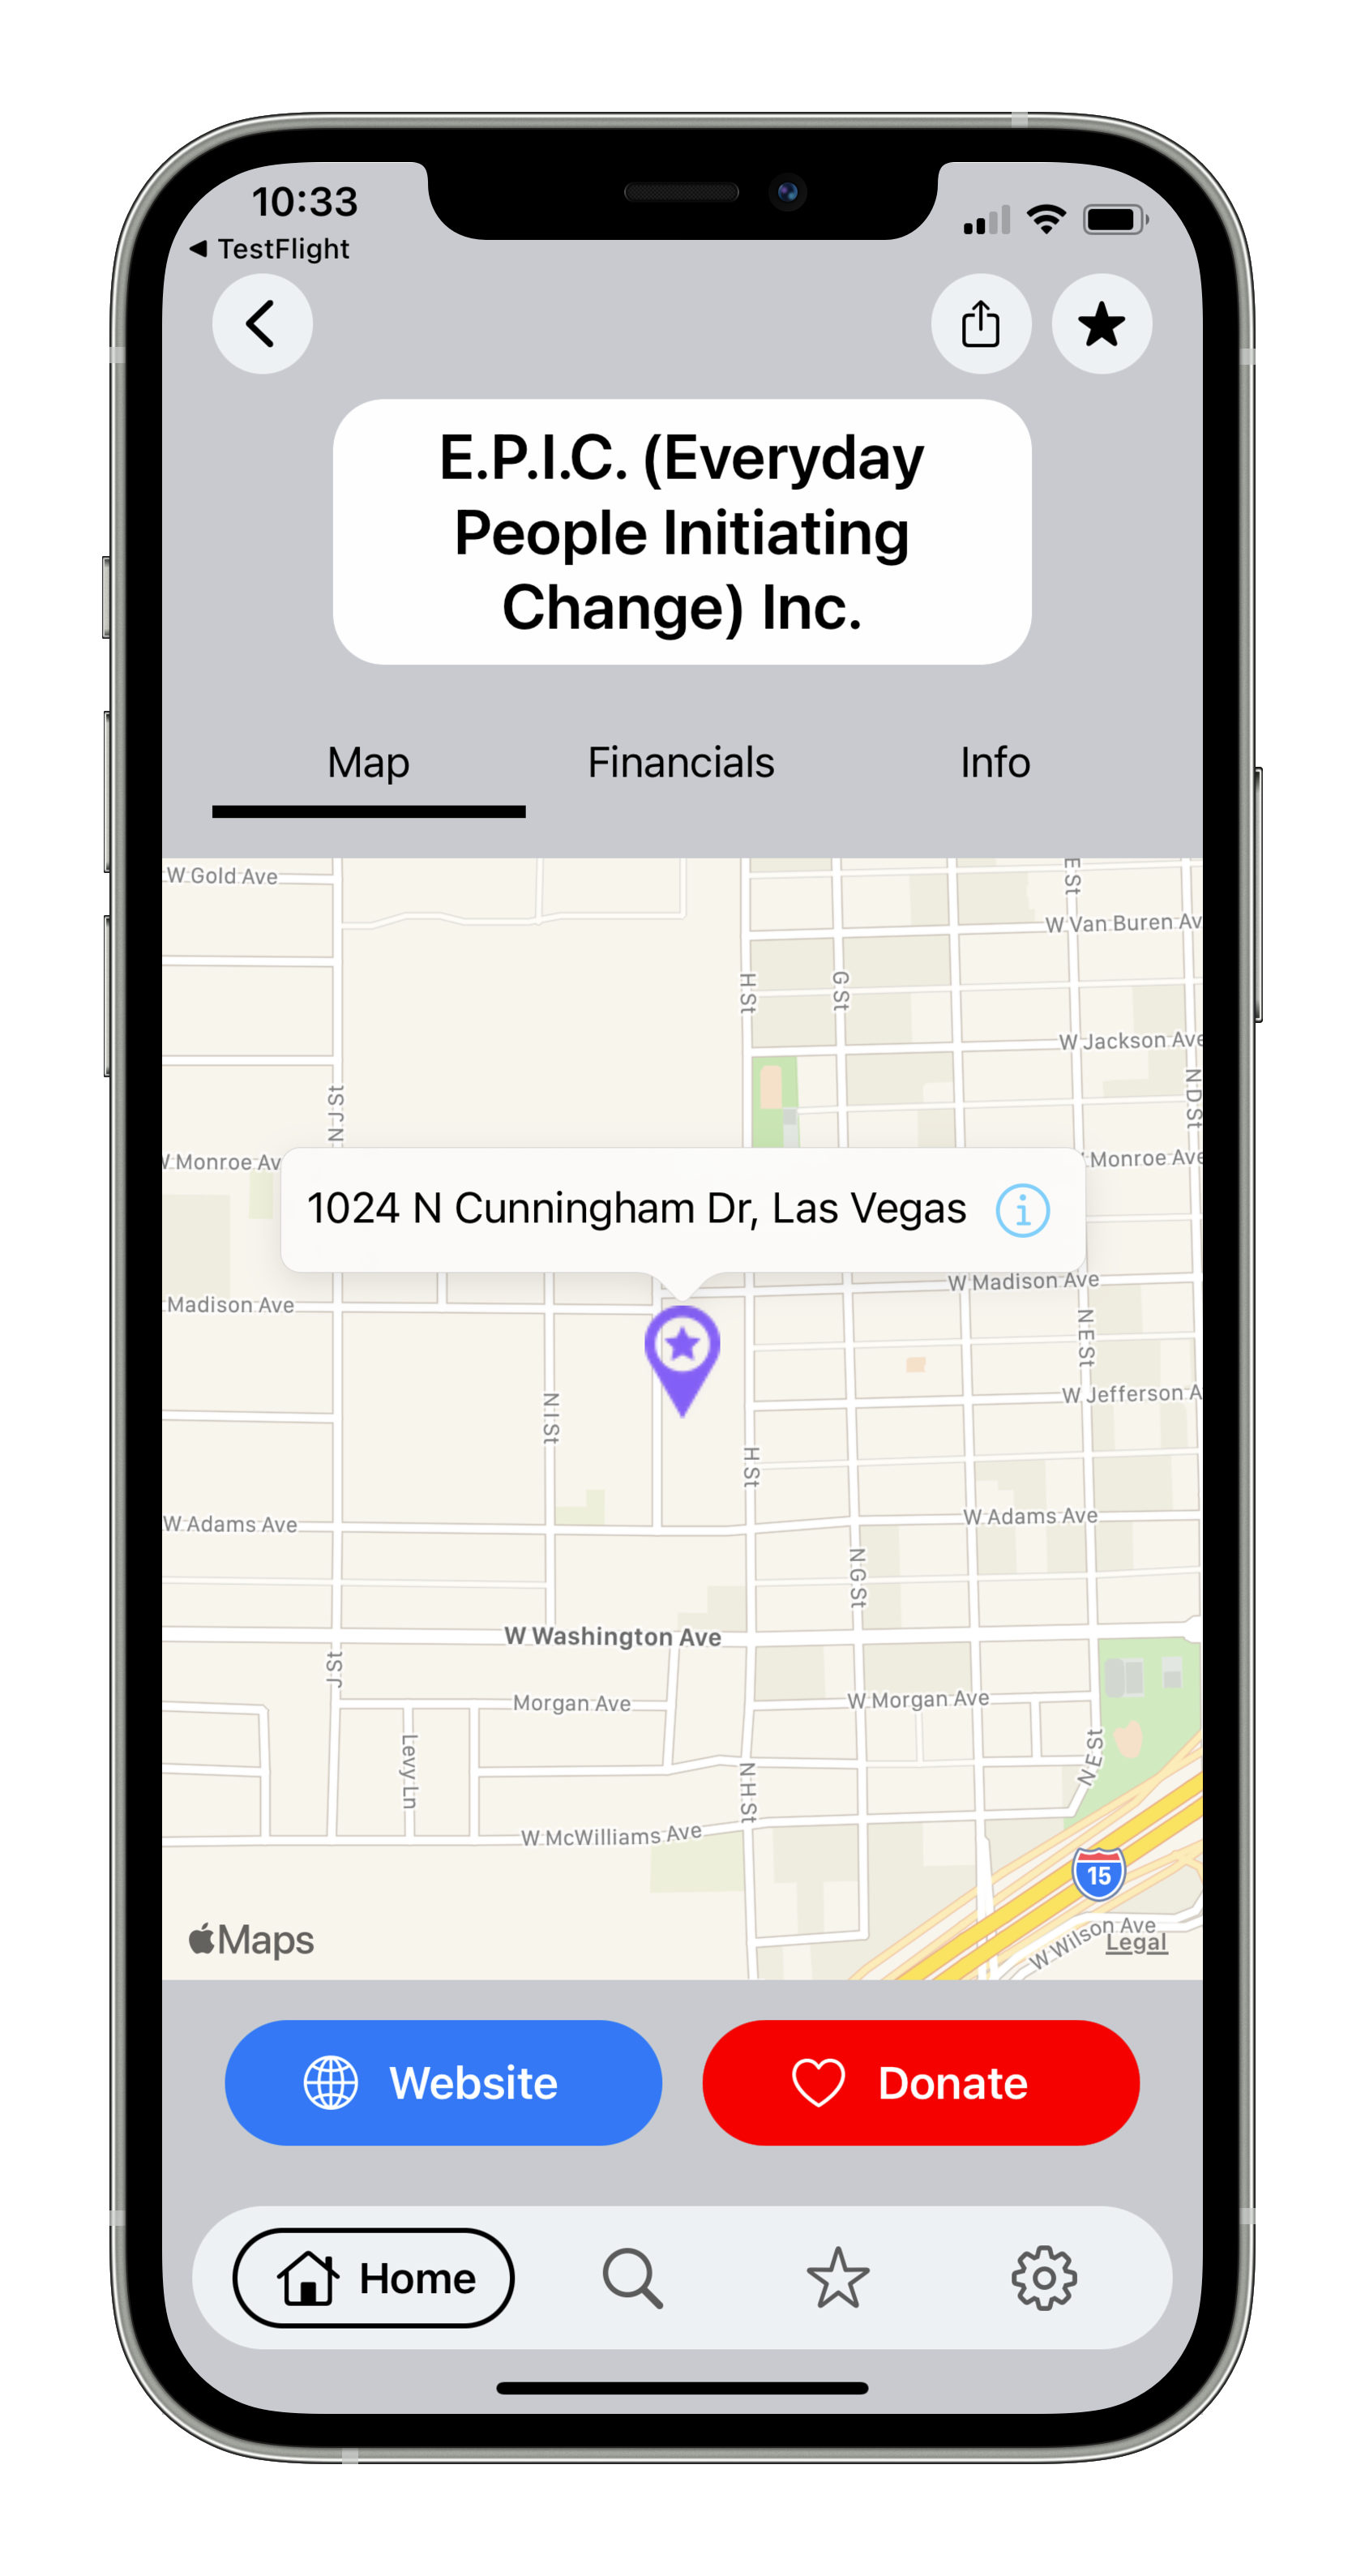 10:33
◀ TestFlight
E.P.I.C. (Everyday
People Initiating
Change) Inc.
Map
Financials
Info
W Gold Ave
E St
W Van Buren Av
H St
G St
W Jackson Ave
N D St
N J St
W Monroe Av
Monroe Ave
1024 N Cunningham Dr, Las Vegas
W Madison Ave
Madison Ave
N E St
W Jefferson A
N I St
H St
W Adams Ave
W Adams Ave
N G St
W Washington Ave
J St
Morgan Ave
W Morgan Ave
Levy Ln
N E St
N H St
W McWilliams Ave
15
W Wilson Ave
Maps
Legal
Website
Donate
Home